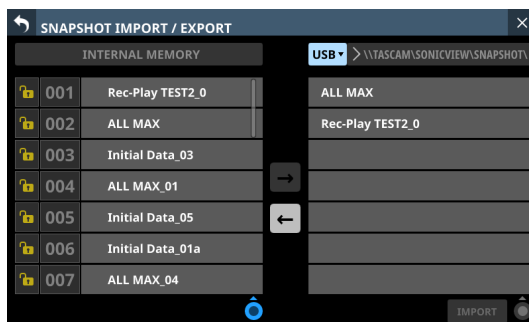 SNAPSHOT IMPORT / EXPORT
INTERNAL MEMORY
USB \\TASCAM\SONICVIEW\SNAPSHOT\
001 Rec-Play TEST2_0
002 ALL MAX
003 Initial Data_03
004 ALL MAX_01
005 Initial Data_05
006 Initial Data_01a
007 ALL MAX_04
ALL MAX
Rec-Play TEST2_0
IMPORT